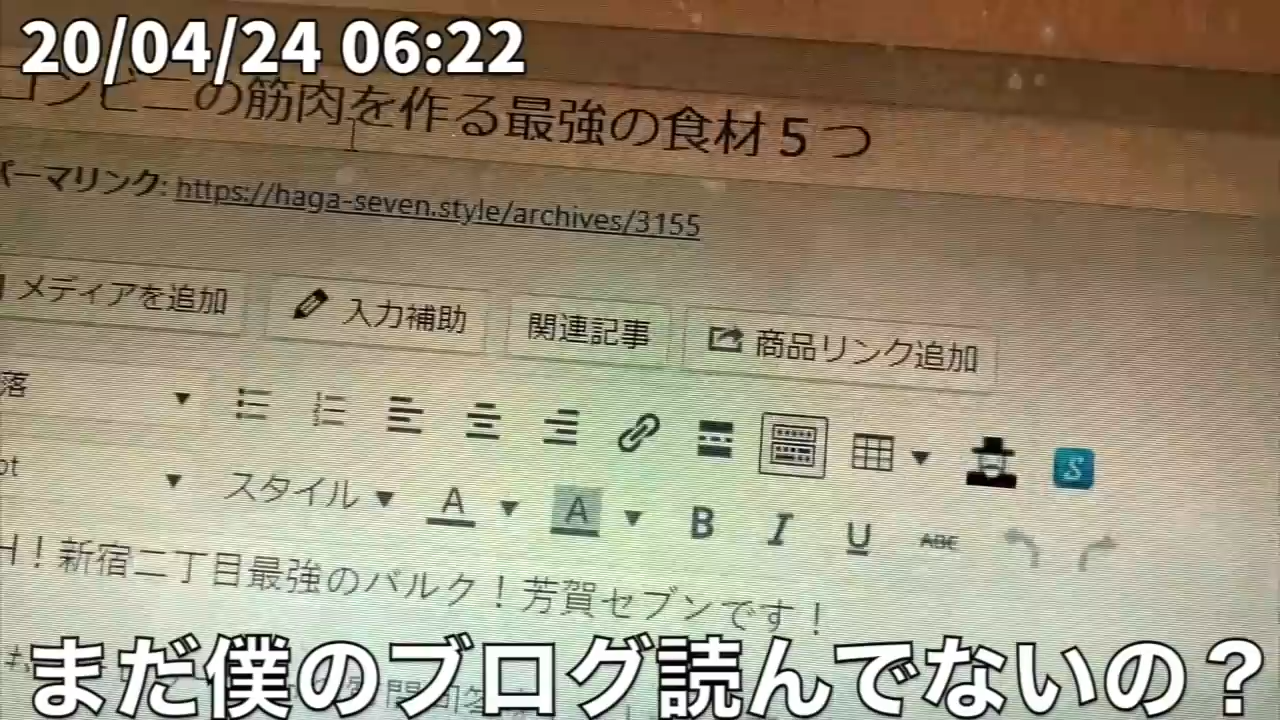 20/04/24 06:22
コンビニの筋肉を作る最強の食材5つ
パーマリンク: https://haga-seven.style/archives/3155
メディアを追加 入力補助 関連記事 商品リンク追加
落
スタイル A A B I U ABC
H！新宿二丁目最強のバルク！芳賀セブンです！
まだ僕のブログ読んでないの？